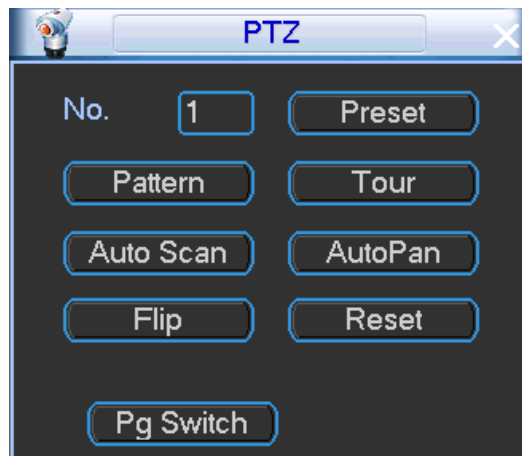 PTZ
No. 1 Preset
Pattern Tour
Auto Scan AutoPan
Flip Reset
Pg Switch